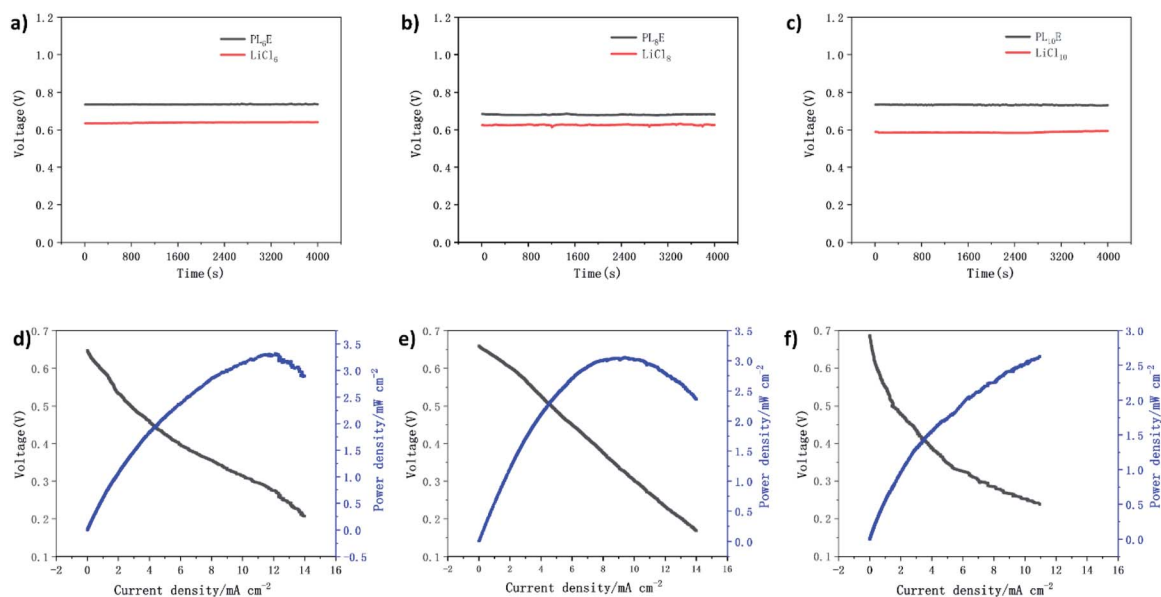 a)
1.2
1.0
0.8
0.6
0.4
0.2
0.0
Voltage(V)
PL6E
LiCl6
0 800 1600 2400 3200 4000
Time(s)
b)
1.2
1.0
0.8
0.6
0.4
0.2
0.0
Voltage(V)
PL8E
LiCl8
0 800 1600 2400 3200 4000
Time(s)
c)
1.2
1.0
0.8
0.6
0.4
0.2
0.0
Voltage(V)
PL10E
LiCl10
0 800 1600 2400 3200 4000
Time(s)
d)
0.7
0.6
0.5
0.4
0.3
0.2
0.1
Voltage(V)
3.5
3.0
2.5
2.0
1.5
1.0
0.5
0.0
-0.5
Power density/mW cm-2
-2 0 2 4 6 8 10 12 14 16
Current density/mA cm-2
e)
0.7
0.6
0.5
0.4
0.3
0.2
0.1
Voltage(V)
3.5
3.0
2.5
2.0
1.5
1.0
0.5
0.0
Power density/mW cm-2
-2 0 2 4 6 8 10 12 14 16
Current density/mA cm-2
f)
0.7
0.6
0.5
0.4
0.3
0.2
0.1
Voltage(V)
3.0
2.5
2.0
1.5
1.0
0.5
0.0
Power density/mW cm-2
-2 0 2 4 6 8 10 12 14 16
Current density/mA cm-2